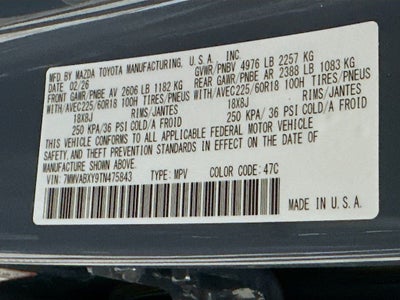 MFD.BY MAZDA TOYOTA MANUFACTURING, U.S.A., INC.
DATE: 02/26 GVWR/PNBV 4976 LB 2257 KG
FRONT GAWR/PNBE AV 2606 LB 1182 KG REAR GAWR/PNBE AR 2388 LB 1083 KG
WITH/AVEC225/60R18 100H TIRES/PNEUS WITH/AVEC225/60R18 100H TIRES/PNEUS
18X8J RIMS/JANTES 18X8J RIMS/JANTES
250 KPA/36 PSI COLD/A FROID 250 KPA/36 PSI COLD/A FROID
THIS VEHICLE CONFORMS TO ALL APPLICABLE FEDERAL MOTOR VEHICLE
SAFETY AND THEFT PREVENTION STANDARDS IN EFFECT ON THE DATE OF
MANUFACTURE SHOWN ABOVE.
VIN: 7MMVABXY9TN475843 TYPE: MPV COLOR: 47C
MADE IN U.S.A.